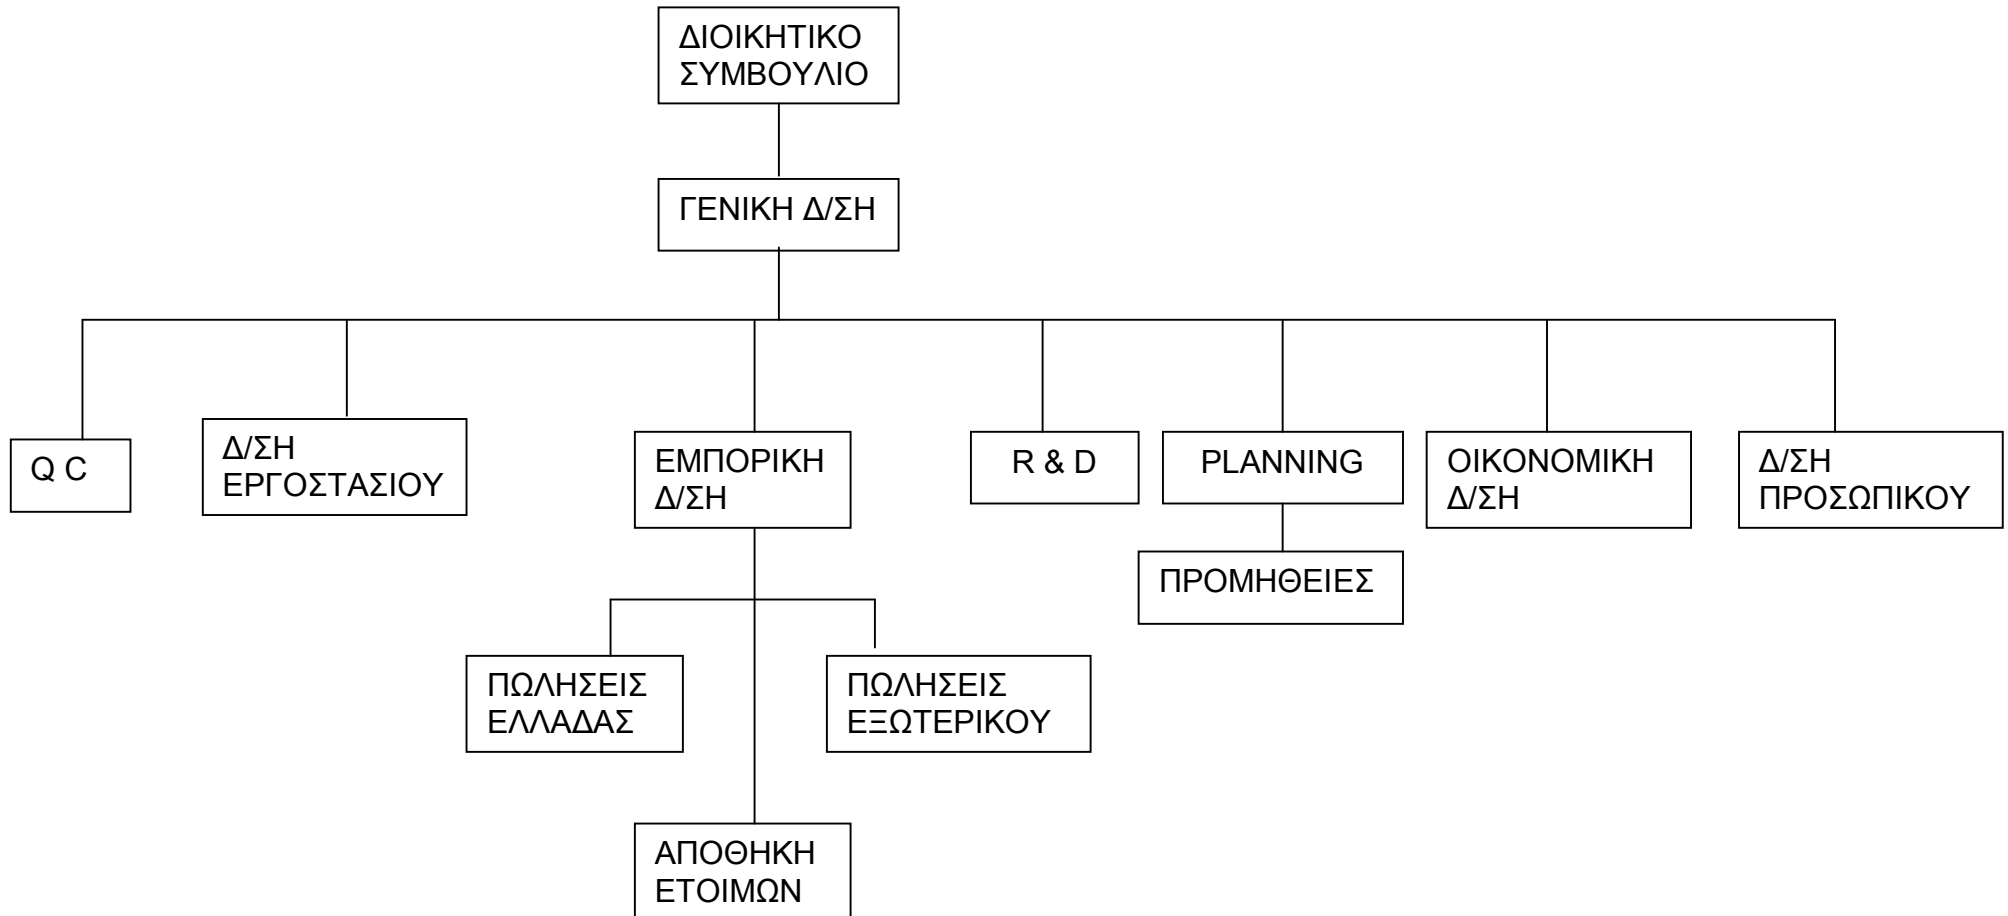 ΔΙΟΙΚΗΤΙΚΟ
ΣΥΜΒΟΥΛΙΟ
ΓΕΝΙΚΗ Δ/ΣΗ
Q C
Δ/ΣΗ
ΕΡΓΟΣΤΑΣΙΟΥ
ΕΜΠΟΡΙΚΗ
Δ/ΣΗ
R & D
PLANNING
ΟΙΚΟΝΟΜΙΚΗ
Δ/ΣΗ
Δ/ΣΗ
ΠΡΟΣΩΠΙΚΟΥ
ΠΡΟΜΗΘΕΙΕΣ
ΠΩΛΗΣΕΙΣ
ΕΛΛΑΔΑΣ
ΠΩΛΗΣΕΙΣ
ΕΞΩΤΕΡΙΚΟΥ
ΑΠΟΘΗΚΗ
ΕΤΟΙΜΩΝ